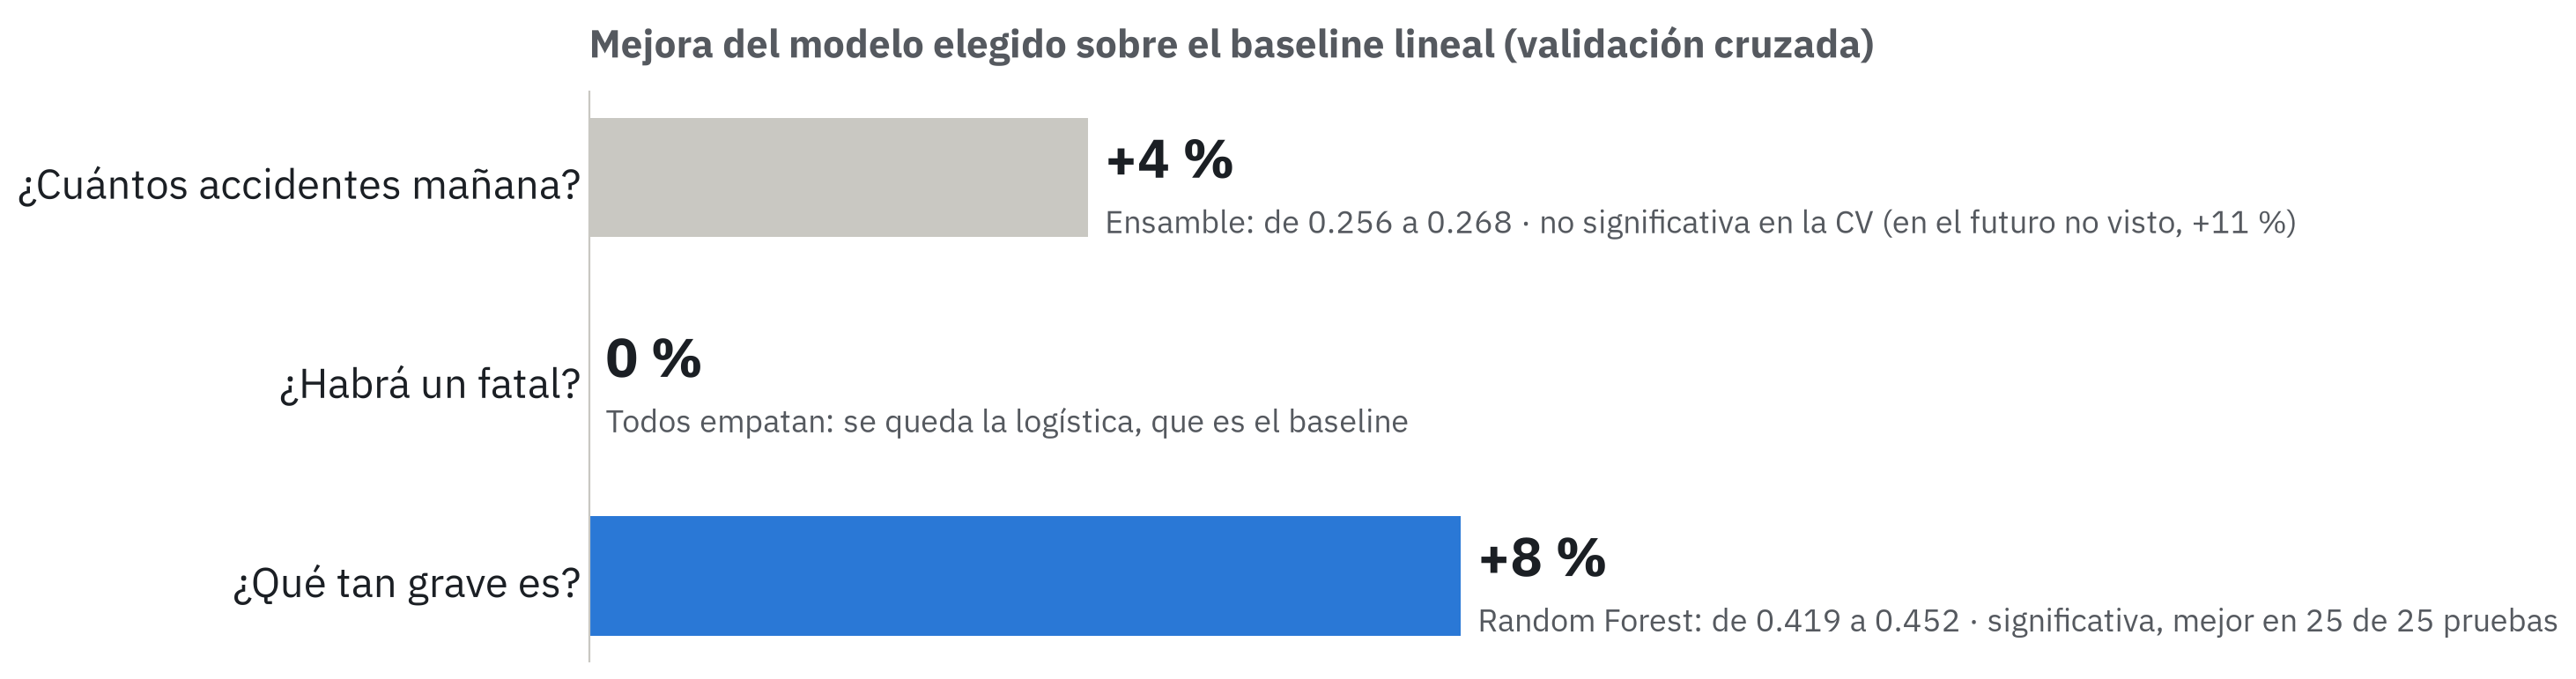 Mejora del modelo elegido sobre el baseline lineal (validación cruzada)
¿Cuántos accidentes mañana?
+4 %
Ensamble: de 0.256 a 0.268 · no significativa en la CV (en el futuro no visto, +11 %)
¿Habrá un fatal?
0 %
Todos empatan: se queda la logística, que es el baseline
¿Qué tan grave es?
+8 %
Random Forest: de 0.419 a 0.452 · significativa, mejor en 25 de 25 pruebas